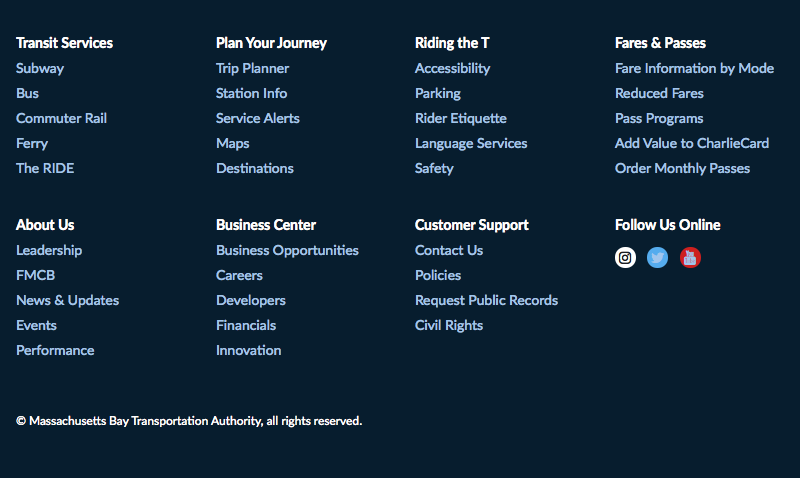 Transit Services
Subway
Bus
Commuter Rail
Ferry
The RIDE
Plan Your Journey
Trip Planner
Station Info
Service Alerts
Maps
Destinations
Riding the T
Accessibility
Parking
Rider Etiquette
Language Services
Safety
Fares & Passes
Fare Information by Mode
Reduced Fares
Pass Programs
Add Value to CharlieCard
Order Monthly Passes
About Us
Leadership
FMCB
News & Updates
Events
Performance
Business Center
Business Opportunities
Careers
Developers
Financials
Innovation
Customer Support
Contact Us
Policies
Request Public Records
Civil Rights
Follow Us Online
© Massachusetts Bay Transportation Authority, all rights reserved.